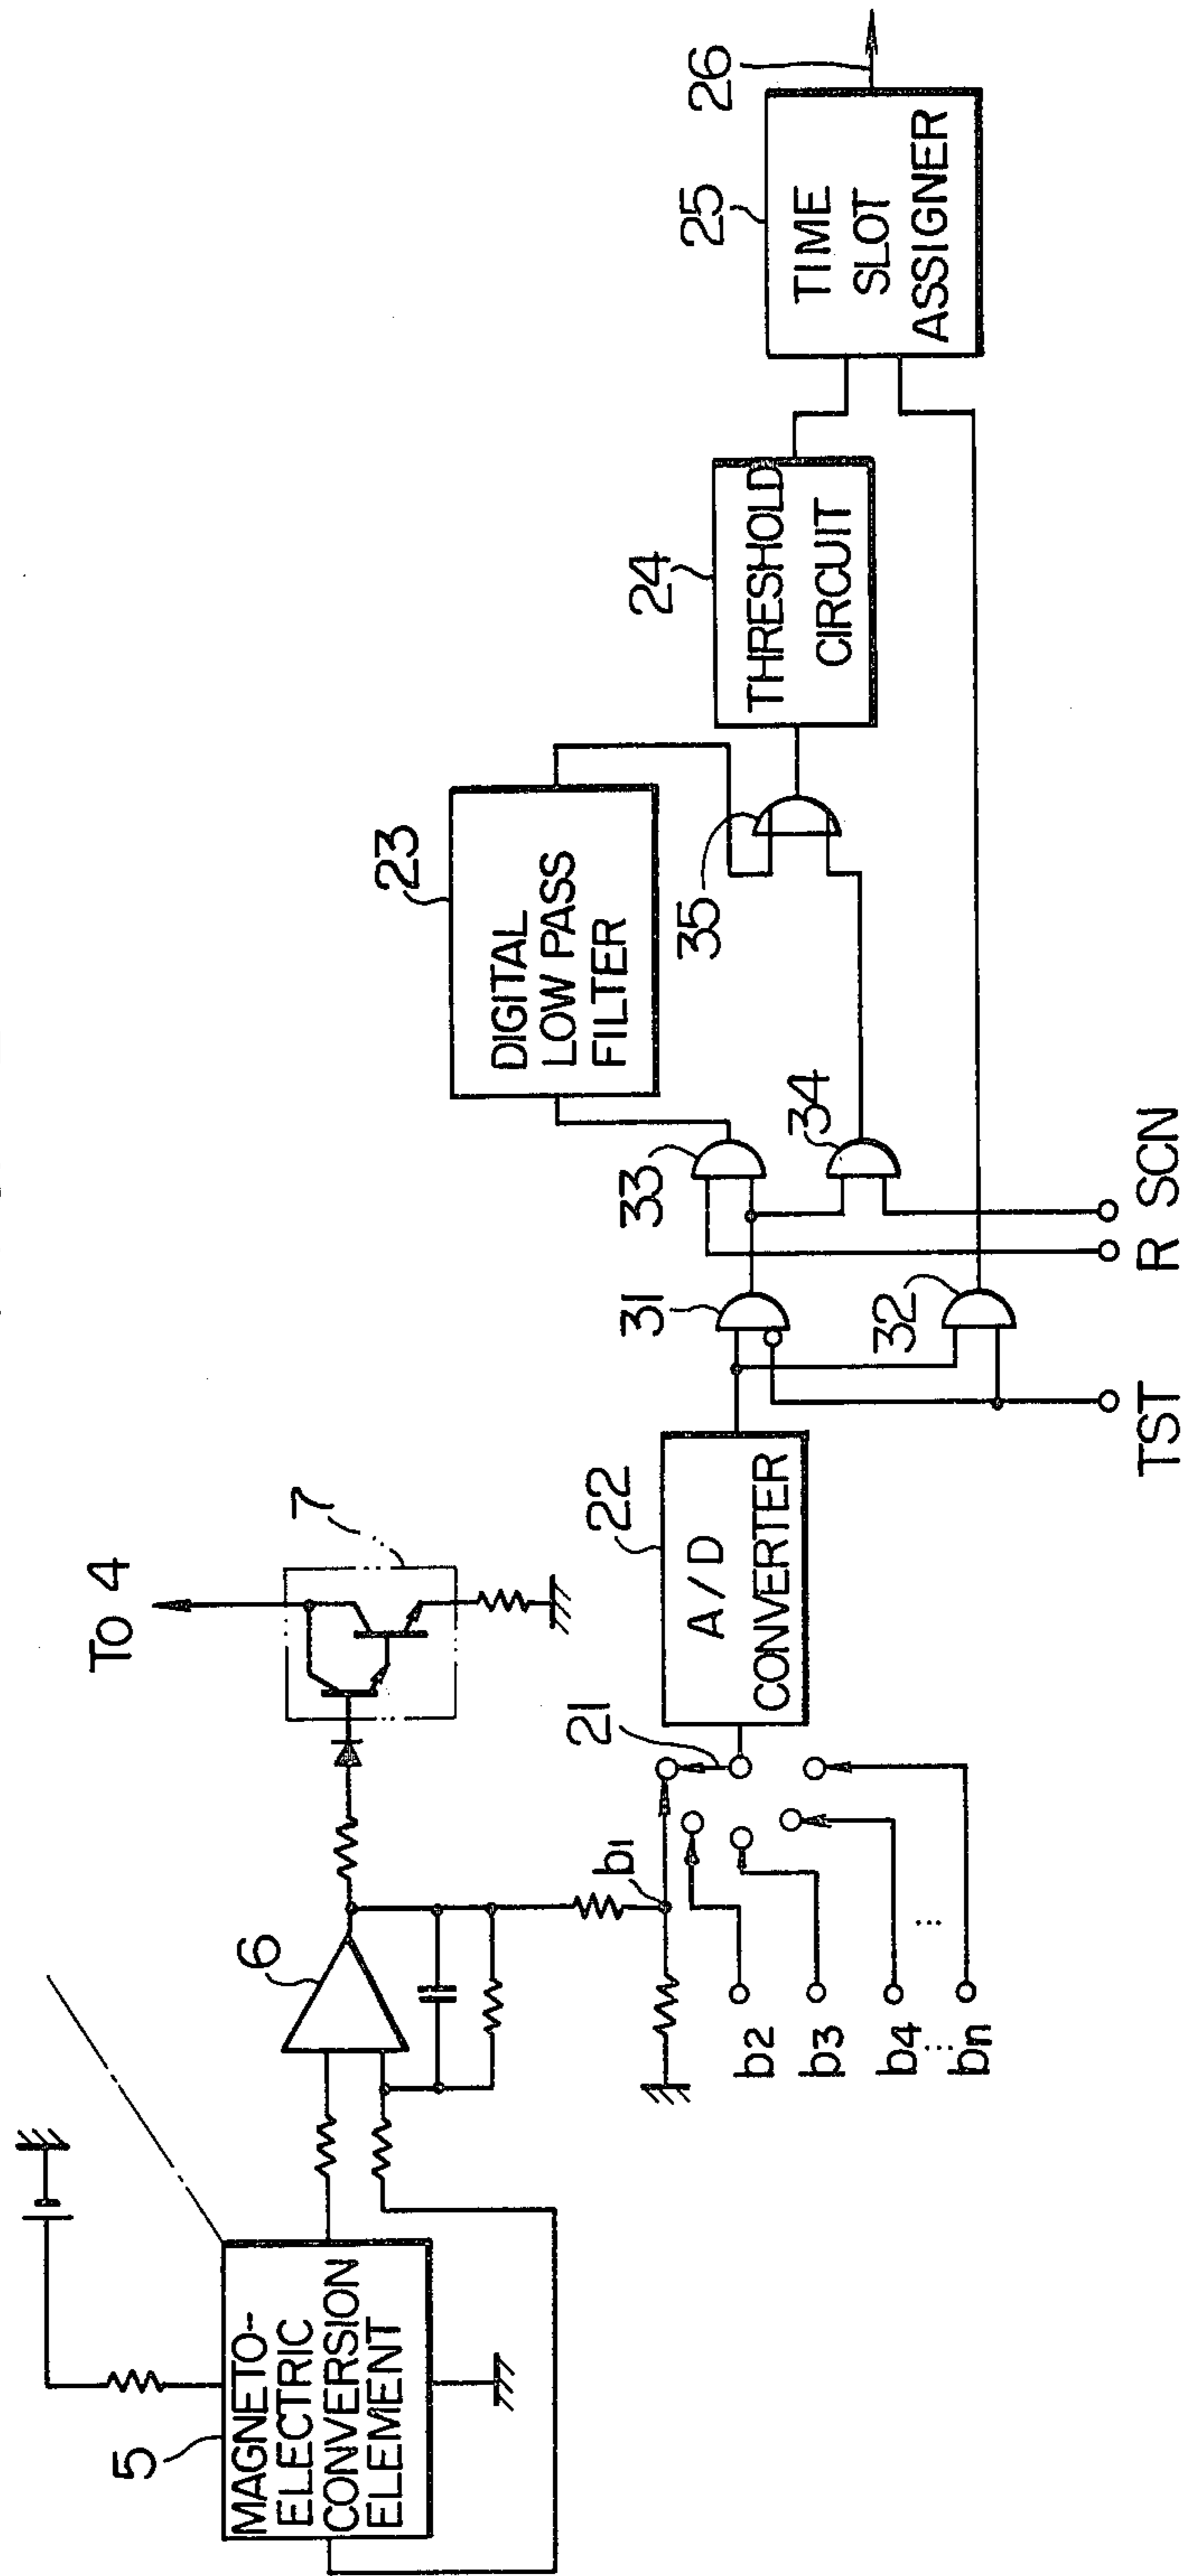 5
MAGNETO-
ELECTRIC
CONVERSION
ELEMENT
6
To 4
7
b1
b2
b3
b4
...
bn
...
21
22
A/D
CONVERTER
TST
R
SCN
31
32
33
34
23
DIGITAL
LOW PASS
FILTER
35
24
THRESHOLD
CIRCUIT
25
TIME
SLOT
ASSIGNER
26